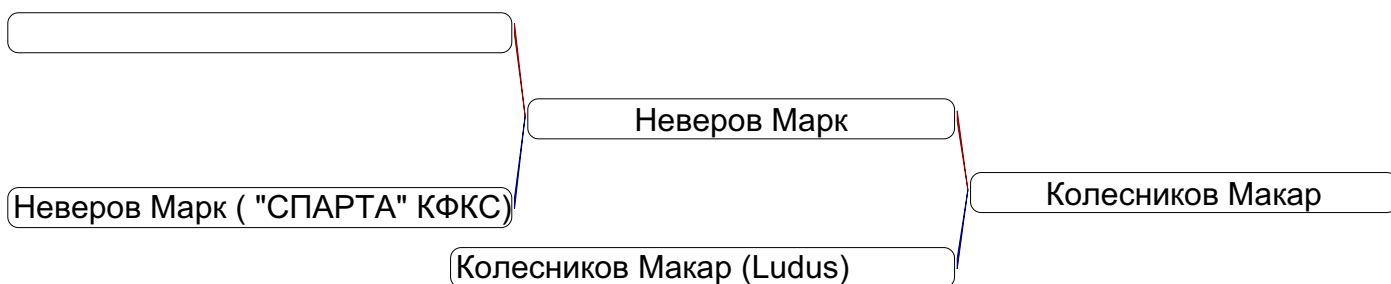 Неверов Марк
Колесников Макар
Неверов Марк ( "СПАРТА" КФКС)
Колесников Макар (Ludus)